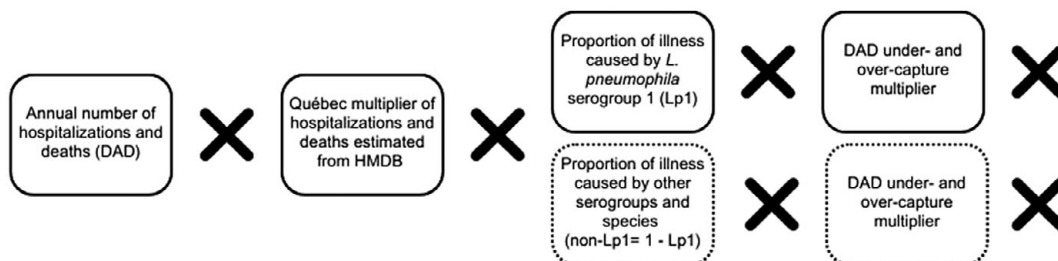 Annual number of
hospitalizations and
deaths (DAD)
Québec multiplier of
hospitalizations and
deaths estimated
from HMDB
Proportion of illness
caused by L.
pneumophila
serogroup 1 (Lp1)
DAD under- and
over-capture
multiplier
Proportion of illness
caused by other
serogroups and
species
(non-Lp1= 1 - Lp1)
DAD under- and
over-capture
multiplier